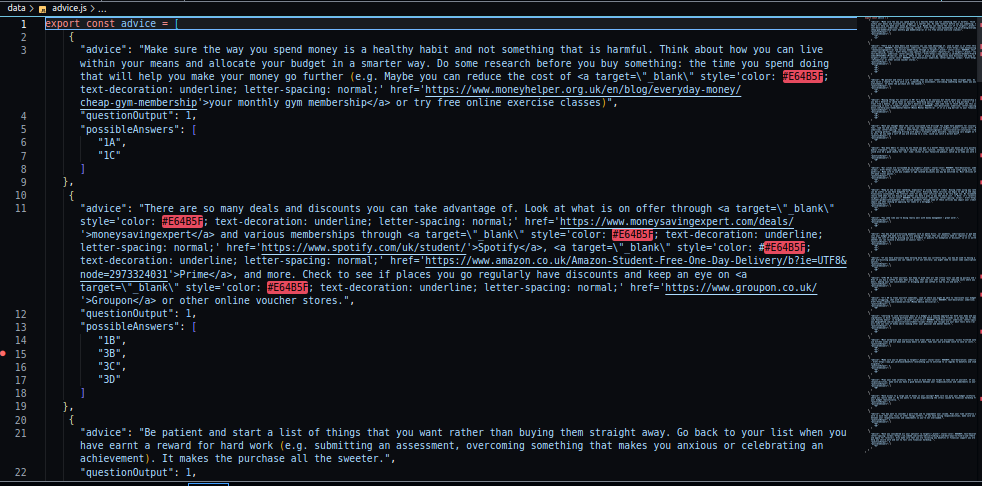 data > advice.js > ...
1 export const advice = [
2 {
3 "advice": "Make sure the way you spend money is a healthy habit and not something that is harmful. Think about how you can live
within your means and allocate your budget in a smarter way. Do some research before you buy something: the time you spend doing
that will help you make your money go further (e.g. Maybe you can reduce the cost of <a target=\"_blank\" style='color: #E64B5F;
text-decoration: underline; letter-spacing: normal;' href='https://www.moneyhelper.org.uk/en/blog/everyday-money/
cheap-gym-membership'>your monthly gym membership</a> or try free online exercise classes)",
4 "questionOutput": 1,
5 "possibleAnswers": [
6 "1A",
7 "1C"
8 ]
9 },
10 {
11 "advice": "There are so many deals and discounts you can take advantage of. Look at what is on offer through <a target=\"_blank\"
style='color: #E64B5F; text-decoration: underline; letter-spacing: normal;' href='https://www.moneysavingexpert.com/deals/
'>moneysavingexpert</a> and various memberships through <a target=\"_blank\" style='color: #E64B5F; text-decoration: underline;
letter-spacing: normal;' href='https://www.spotify.com/uk/student/'>Spotify</a>, <a target=\"_blank\" style='color: ##E64B5F;
text-decoration: underline; letter-spacing: normal;' href='https://www.amazon.co.uk/Amazon-Student-Free-One-Day-Delivery/b?ie=UTF8&
node=2973324031'>Prime</a>, and more. Check to see if places you go regularly have discounts and keep an eye on <a
target=\"_blank\" style='color: #E64B5F; text-decoration: underline; letter-spacing: normal;' href='https://www.groupon.co.uk/
'>Groupon</a> or other online voucher stores.",
12 "questionOutput": 1,
13 "possibleAnswers": [
14 "1B",
15 "3B",
16 "3C",
17 "3D"
18 ]
19 },
20 {
21 "advice": "Be patient and start a list of things that you want rather than buying them straight away. Go back to your list when you
have earnt a reward for hard work (e.g. submitting an assessment, overcoming something that makes you anxious or celebrating an
achievement). It makes the purchase all the sweeter.",
22 "questionOutput": 1,